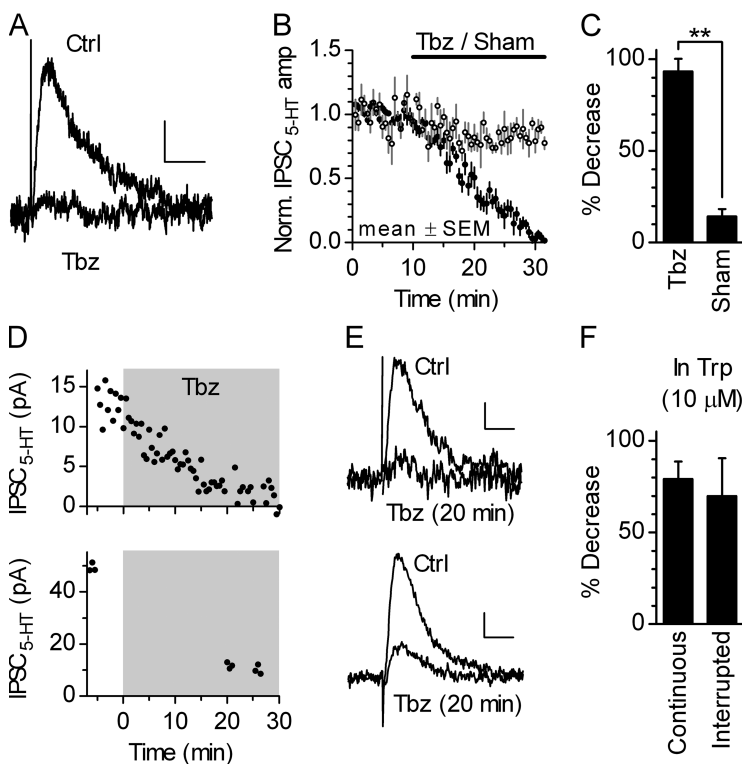 A
Ctrl
Tbz
B
Tbz / Sham
Norm. IPSC5-HT amp
1.5
1.0
0.5
0.0
mean ± SEM
0
10
20
30
Time (min)
C
**
% Decrease
100
50
0
Tbz
Sham
D
Tbz
IPSC5-HT (pA)
15
10
5
0
IPSC5-HT (pA)
40
20
0
0
10
20
30
Time (min)
E
Ctrl
Tbz (20 min)
Ctrl
Tbz (20 min)
F
In Trp
(10 μM)
% Decrease
100
50
0
Continuous
Interrupted